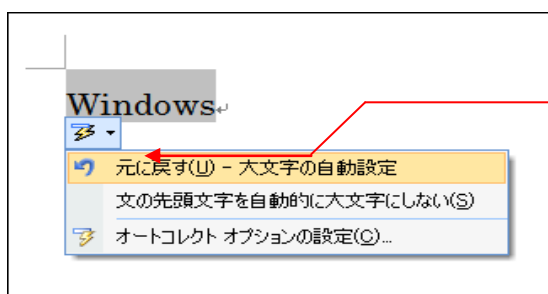 Windows
元に戻す(U) − 大文字の自動設定
文の先頭文字を自動的に大文字にしない(S)
オートコレクト オプションの設定(C)...